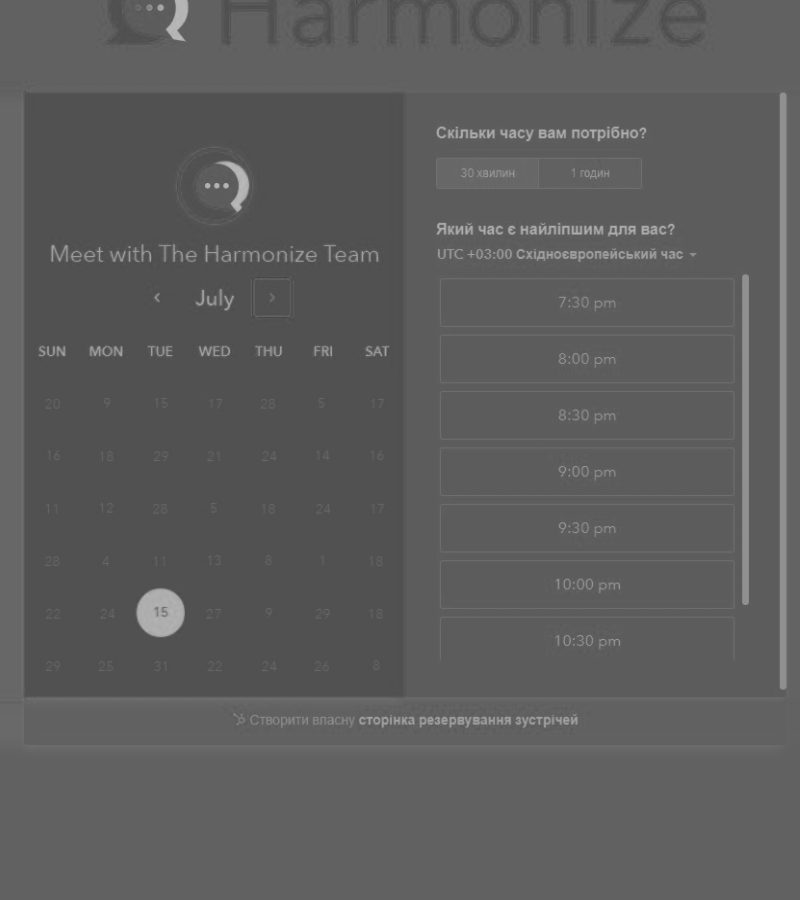 Harmonize
Meet with The Harmonize Team
July
SUN MON TUE WED THU FRI SAT
20 9 15 17 28 5 17
16 18 29 21 24 14 16
11 12 28 5 18 24 17
28 4 11 13 8 1 18
22 24 15 27 9 29 18
29 25 31 22 24 26 8
Скільки часу вам потрібно?
30 хвилин 1 годин
Який час є найліпшим для вас?
UTC +03:00 Східноєвропейський час
7:30 pm
8:00 pm
8:30 pm
9:00 pm
9:30 pm
10:00 pm
10:30 pm
Створити власну сторінка резервування зустрічей